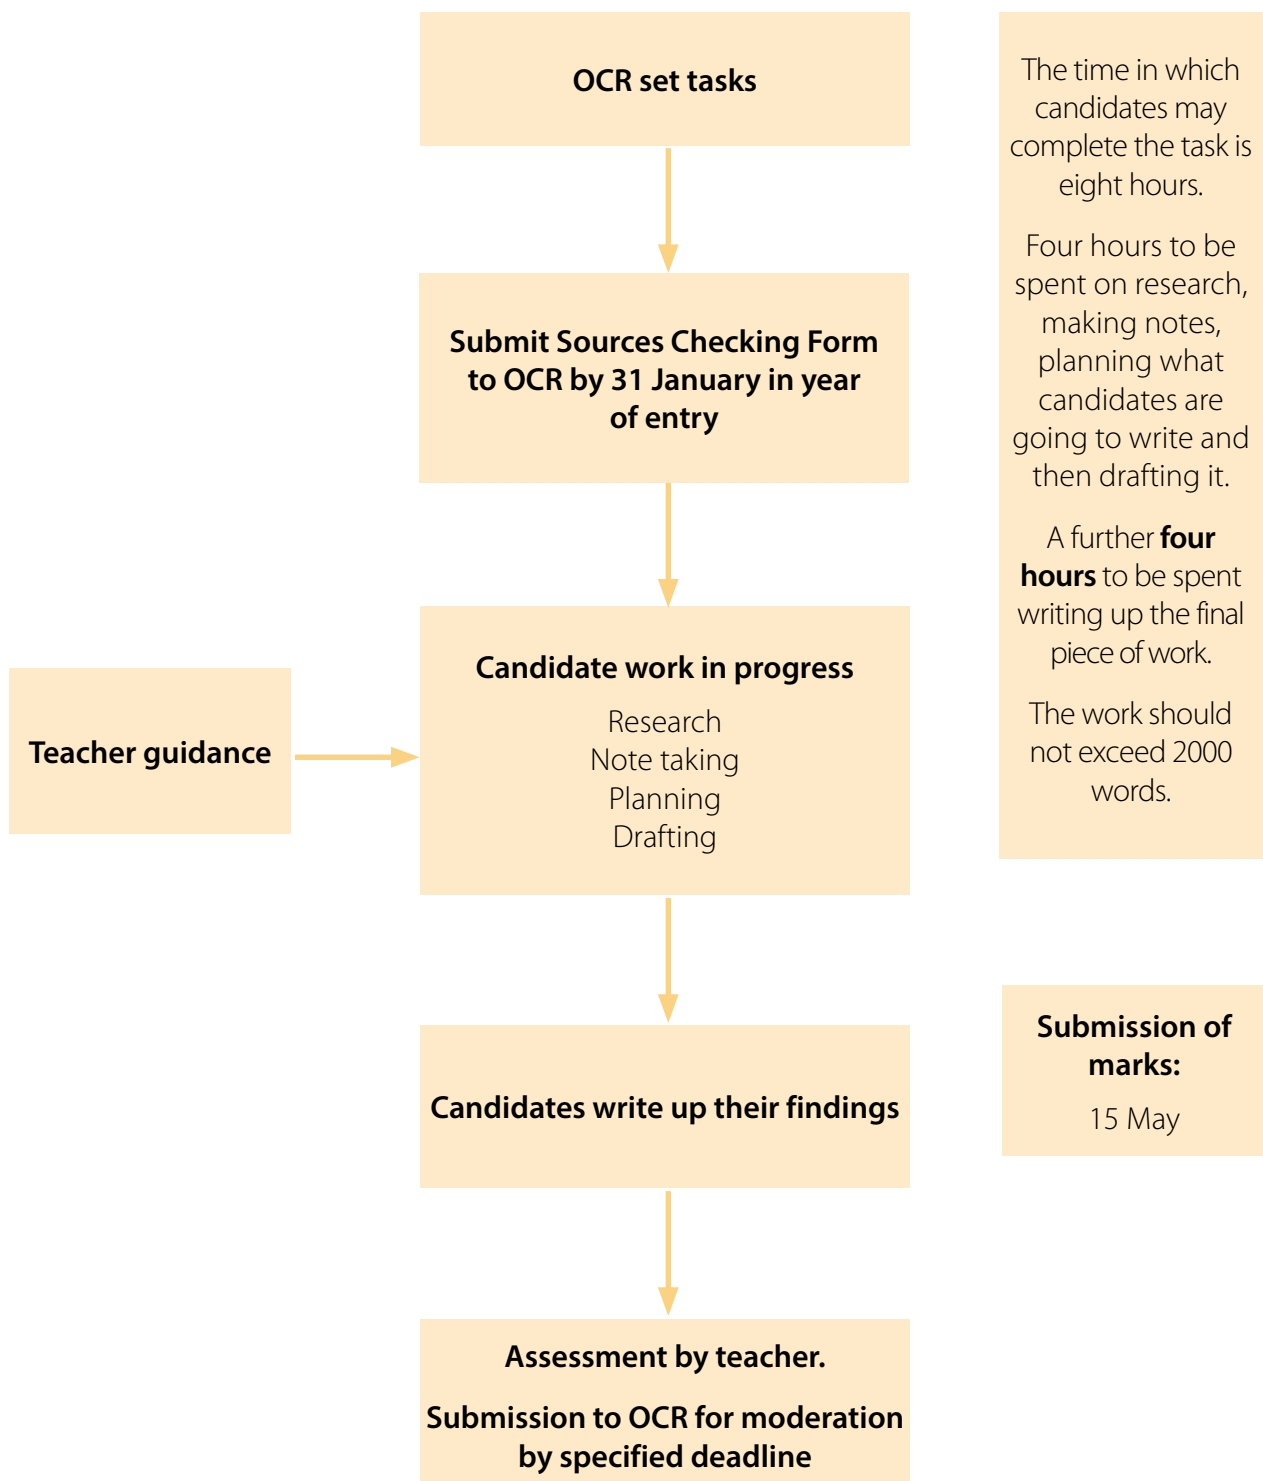 OCR set tasks
Submit Sources Checking Form
to OCR by 31 January in year
of entry
Teacher guidance
Candidate work in progress
Research
Note taking
Planning
Drafting
Candidates write up their findings
Assessment by teacher.
Submission to OCR for moderation
by specified deadline
The time in which
candidates may
complete the task is
eight hours.
Four hours to be
spent on research,
making notes,
planning what
candidates are
going to write and
then drafting it.
A further four
hours to be spent
writing up the final
piece of work.
The work should
not exceed 2000
words.
Submission of
marks:
15 May